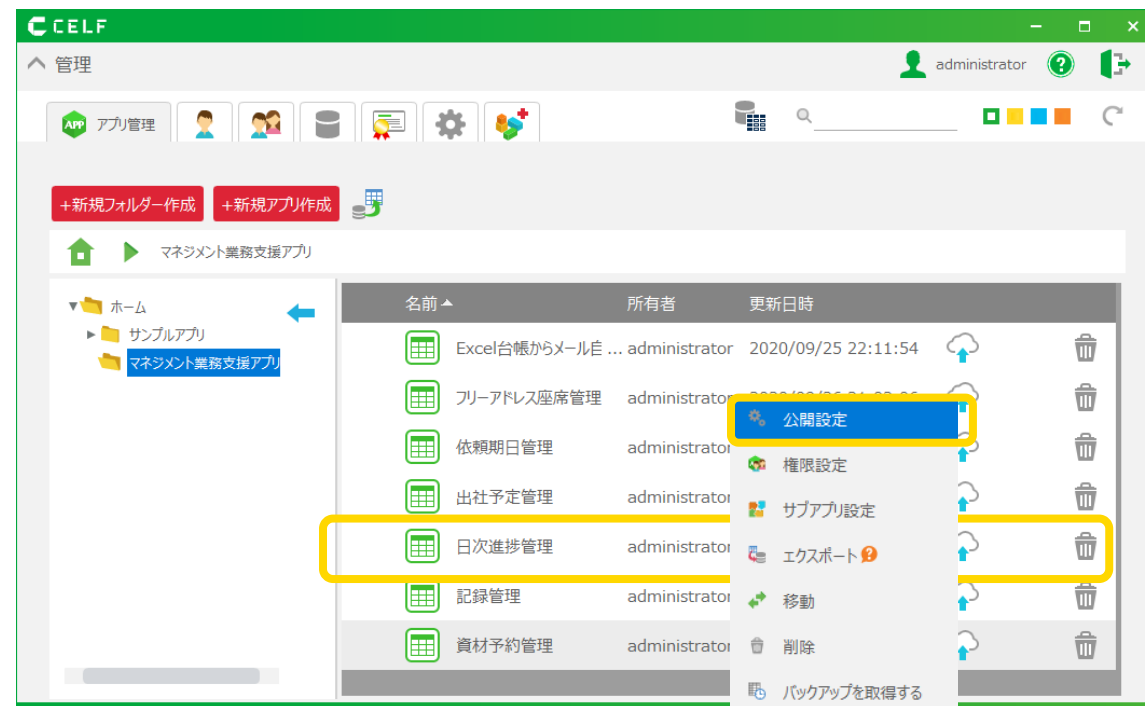 CELF
管理
administrator
APP アプリ管理
+新規フォルダー作成 +新規アプリ作成
マネジメント業務支援アプリ
ホーム
サンプルアプリ
マネジメント業務支援アプリ
名前 所有者 更新日時
Excel台帳からメール自 ... administrator 2020/09/25 22:11:54
フリーアドレス座席管理 administrator
依頼期日管理 administrator
出社予定管理 administrator
日次進捗管理 administrator
記録管理 administrator
資材予約管理 administrator
公開設定
権限設定
サブアプリ設定
エクスポート
移動
削除
バックアップを取得する